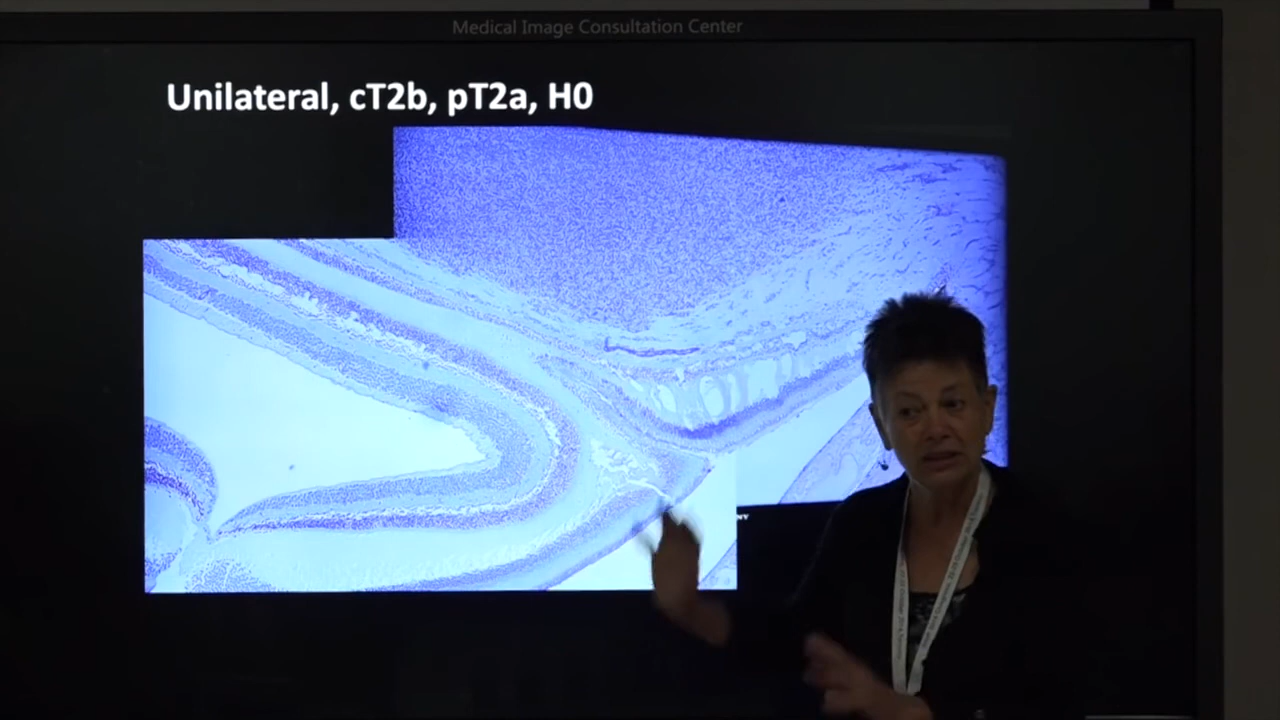 Medical Image Consultation Center
Unilateral, cT2b, pT2a, H0